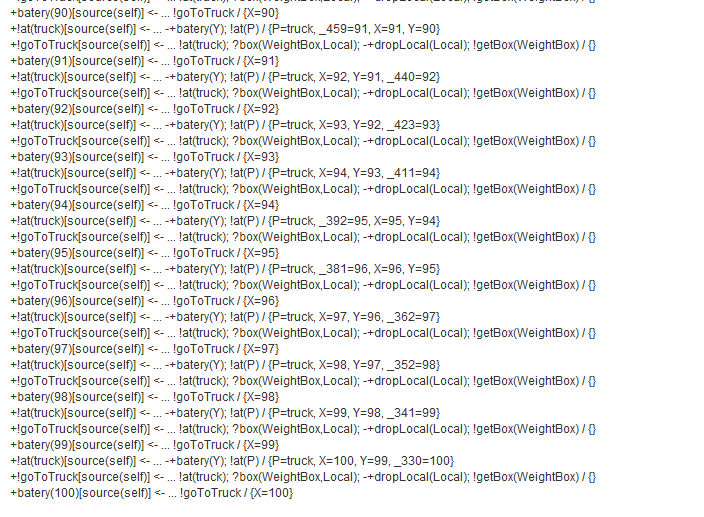 +batery(90)[source(self)] <- ... !goToTruck / {X=90}
+!at(truck)[source(self)] <- ... -+batery(Y); !at(P) / {P=truck, _459=91, X=91, Y=90}
+!goToTruck[source(self)] <- ... !at(truck); ?box(WeightBox,Local); -+dropLocal(Local); !getBox(WeightBox) / {}
+batery(91)[source(self)] <- ... !goToTruck / {X=91}
+!at(truck)[source(self)] <- ... -+batery(Y); !at(P) / {P=truck, X=92, Y=91, _440=92}
+!goToTruck[source(self)] <- ... !at(truck); ?box(WeightBox,Local); -+dropLocal(Local); !getBox(WeightBox) / {}
+batery(92)[source(self)] <- ... !goToTruck / {X=92}
+!at(truck)[source(self)] <- ... -+batery(Y); !at(P) / {P=truck, X=93, Y=92, _423=93}
+!goToTruck[source(self)] <- ... !at(truck); ?box(WeightBox,Local); -+dropLocal(Local); !getBox(WeightBox) / {}
+batery(93)[source(self)] <- ... !goToTruck / {X=93}
+!at(truck)[source(self)] <- ... -+batery(Y); !at(P) / {P=truck, X=94, Y=93, _411=94}
+!goToTruck[source(self)] <- ... !at(truck); ?box(WeightBox,Local); -+dropLocal(Local); !getBox(WeightBox) / {}
+batery(94)[source(self)] <- ... !goToTruck / {X=94}
+!at(truck)[source(self)] <- ... -+batery(Y); !at(P) / {P=truck, _392=95, X=95, Y=94}
+!goToTruck[source(self)] <- ... !at(truck); ?box(WeightBox,Local); -+dropLocal(Local); !getBox(WeightBox) / {}
+batery(95)[source(self)] <- ... !goToTruck / {X=95}
+!at(truck)[source(self)] <- ... -+batery(Y); !at(P) / {P=truck, _381=96, X=96, Y=95}
+!goToTruck[source(self)] <- ... !at(truck); ?box(WeightBox,Local); -+dropLocal(Local); !getBox(WeightBox) / {}
+batery(96)[source(self)] <- ... !goToTruck / {X=96}
+!at(truck)[source(self)] <- ... -+batery(Y); !at(P) / {P=truck, X=97, Y=96, _362=97}
+!goToTruck[source(self)] <- ... !at(truck); ?box(WeightBox,Local); -+dropLocal(Local); !getBox(WeightBox) / {}
+batery(97)[source(self)] <- ... !goToTruck / {X=97}
+!at(truck)[source(self)] <- ... -+batery(Y); !at(P) / {P=truck, X=98, Y=97, _352=98}
+!goToTruck[source(self)] <- ... !at(truck); ?box(WeightBox,Local); -+dropLocal(Local); !getBox(WeightBox) / {}
+batery(98)[source(self)] <- ... !goToTruck / {X=98}
+!at(truck)[source(self)] <- ... -+batery(Y); !at(P) / {P=truck, X=99, Y=98, _341=99}
+!goToTruck[source(self)] <- ... !at(truck); ?box(WeightBox,Local); -+dropLocal(Local); !getBox(WeightBox) / {}
+batery(99)[source(self)] <- ... !goToTruck / {X=99}
+!at(truck)[source(self)] <- ... -+batery(Y); !at(P) / {P=truck, X=100, Y=99, _330=100}
+!goToTruck[source(self)] <- ... !at(truck); ?box(WeightBox,Local); -+dropLocal(Local); !getBox(WeightBox) / {}
+batery(100)[source(self)] <- ... !goToTruck / {X=100}